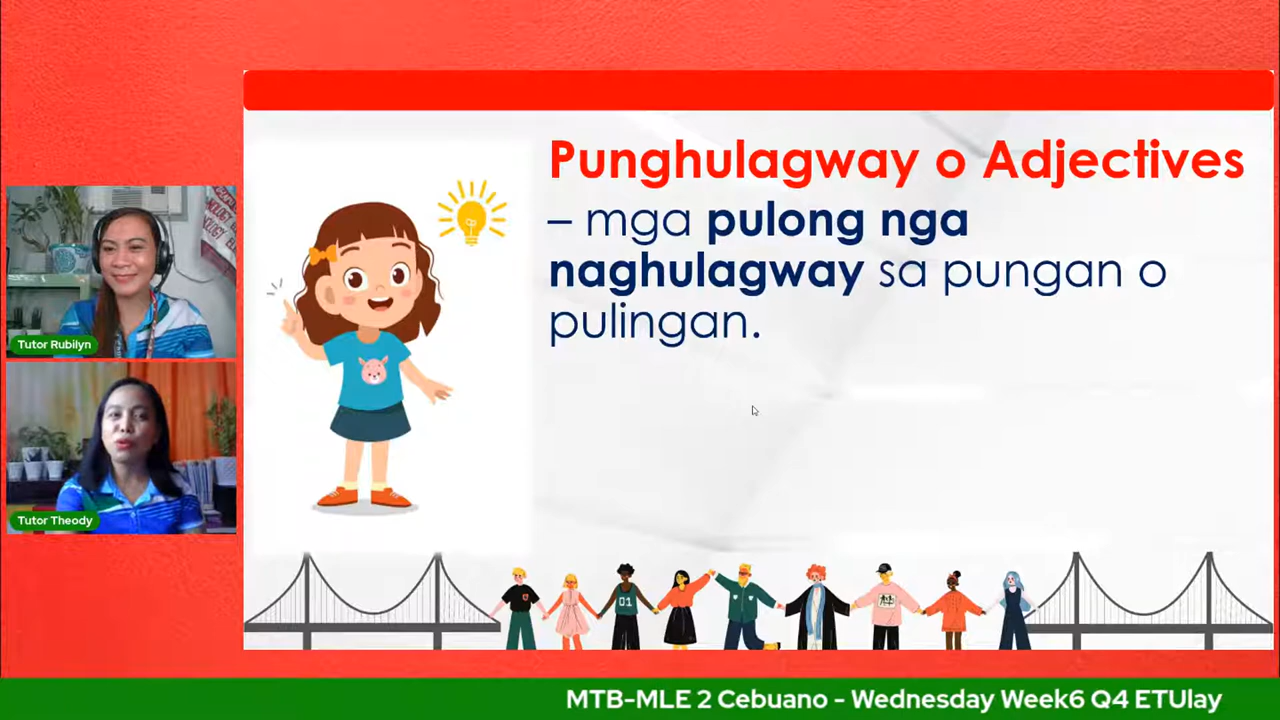 Punghulagway o Adjectives
– mga pulong nga
naghulagway sa pungan o
pulingan.
Tutor Rubilyn
Tutor Theody
01
MTB-MLE 2 Cebuano - Wednesday Week6 Q4 ETUlay